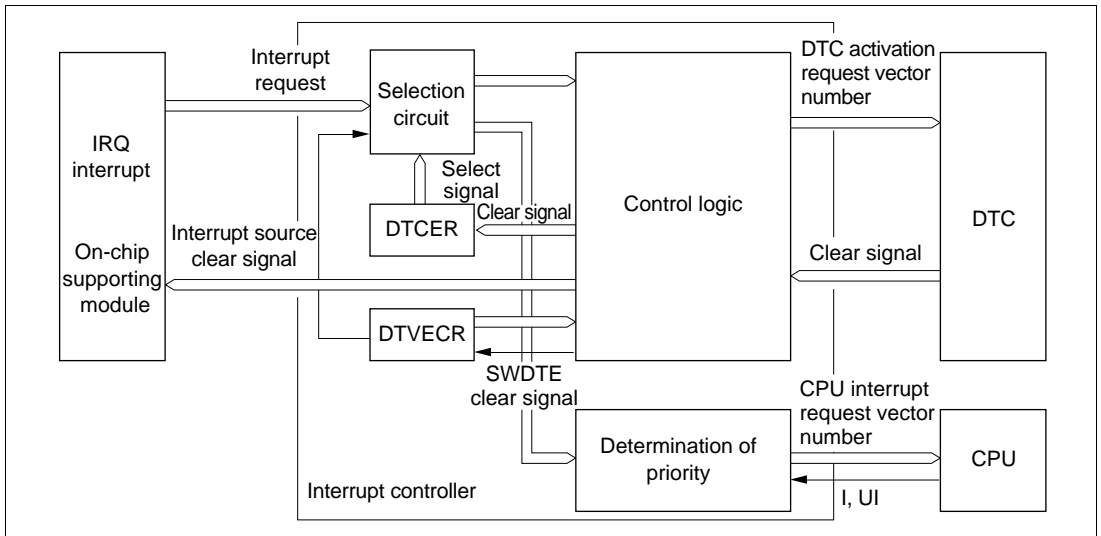 Interrupt
request
DTC activation
request vector
number
Selection
circuit
IRQ
interrupt
Select
signal
Control logic
DTC
DTCER
Clear signal
Interrupt source
clear signal
Clear signal
On-chip
supporting
module
DTVECR
SWDTE
clear signal
CPU interrupt
request vector
number
Determination of
priority
CPU
Interrupt controller
I, UI